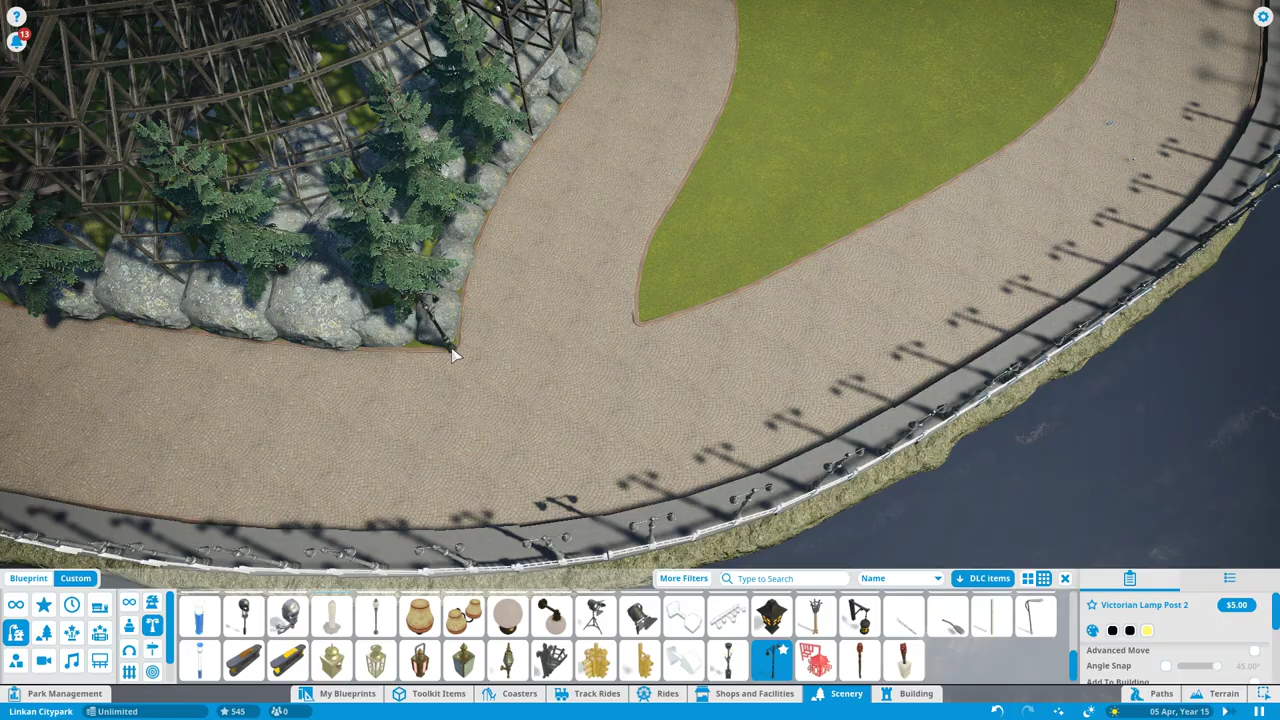 ?
13
Blueprint
Custom
More Filters
Type to Search
Name
DLC items
Victorian Lamp Post 2
$5.00
Advanced Move
Angle Snap
45.00°
Add To Building
Park Management
My Blueprints
Toolkit Items
Coasters
Track Rides
Rides
Shops and Facilities
Scenery
Building
Paths
Terrain
Linkan Citypark
Unlimited
545
0
05 Apr, Year 15